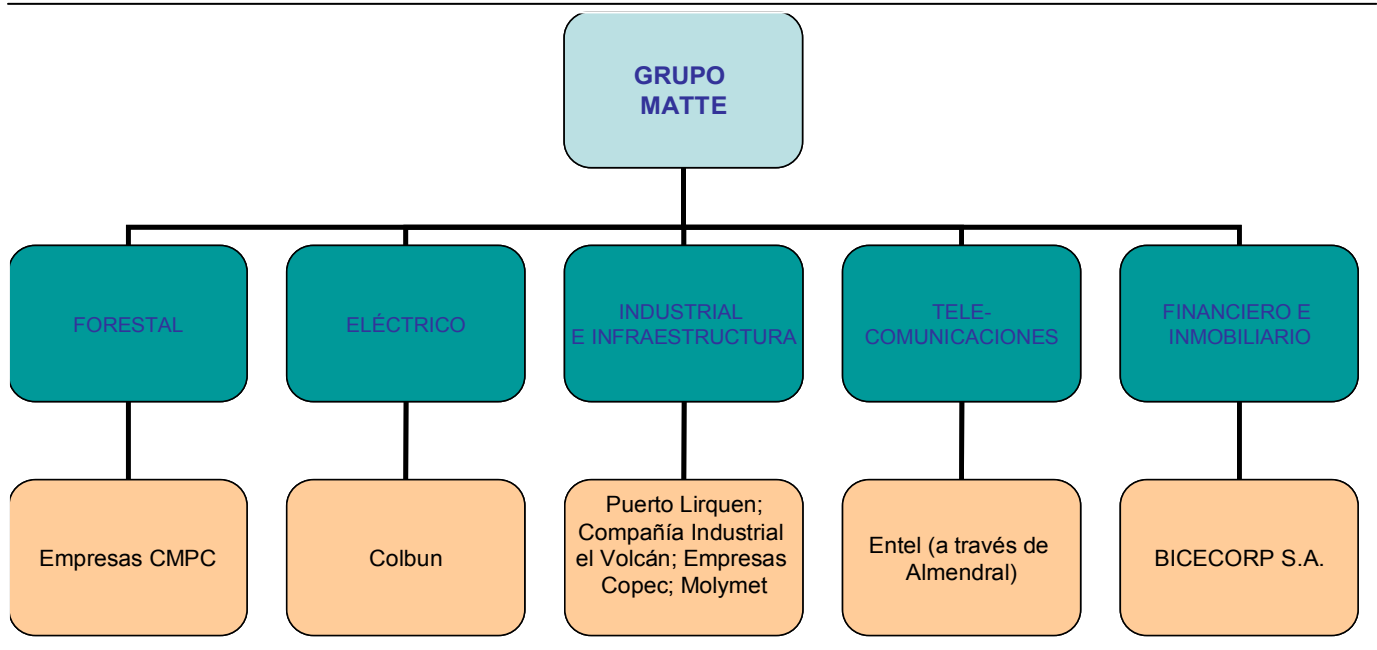 GRUPO
MATTE
FORESTAL
ELÉCTRICO
INDUSTRIAL
E INFRAESTRUCTURA
TELE-
COMUNICACIONES
FINANCIERO E
INMOBILIARIO
Empresas CMPC
Colbun
Puerto Lirquen;
Compañía Industrial
el Volcán; Empresas
Copec; Molymet
Entel (a través de
Almendral)
BICECORP S.A.